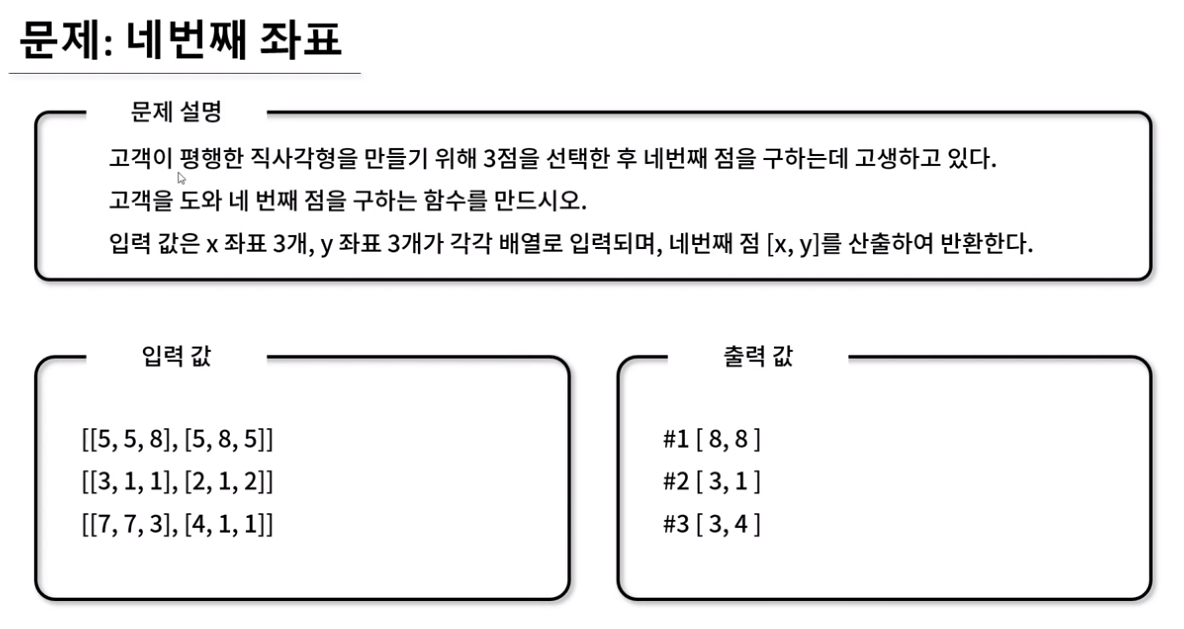 문제: 네번째 좌표
문제 설명
고객이 평행한 직사각형을 만들기 위해 3점을 선택한 후 네번째 점을 구하는데 고생하고 있다.
고객을 도와 네 번째 점을 구하는 함수를 만드시오.
입력 값은 x 좌표 3개, y 좌표 3개가 각각 배열로 입력되며, 네번째 점 [x, y]를 산출하여 반환한다.
입력 값
[[5, 5, 8], [5, 8, 5]]
[[3, 1, 1], [2, 1, 2]]
[[7, 7, 3], [4, 1, 1]]
출력 값
#1 [ 8, 8 ]
#2 [ 3, 1 ]
#3 [ 3, 4 ]